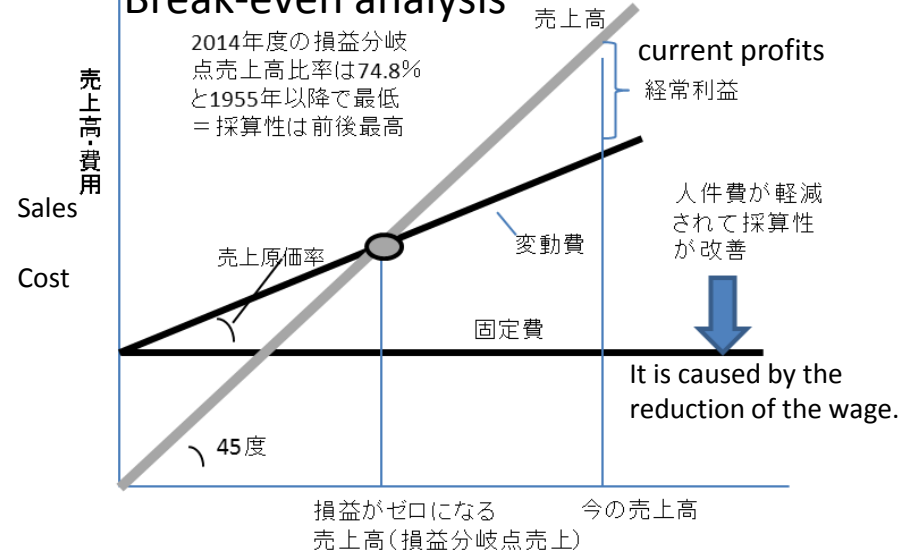 Break-even analysis
売上高
2014年度の損益分岐
点売上高比率は74.8%
と1955年以降で最低
＝採算性は前後最高
current profits
経常利益
売上高・費用
Sales
Cost
人件費が軽減
されて採算性
が改善
変動費
売上原価率
固定費
It is caused by the
reduction of the wage.
45度
損益がゼロになる
売上高（損益分岐点売上）
今の売上高